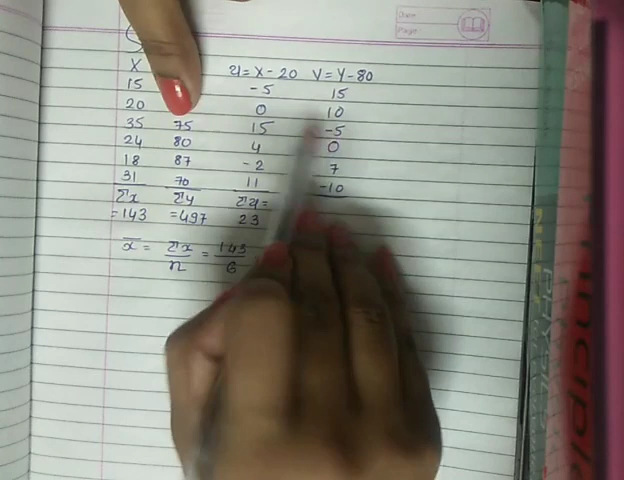 X u=X-20 V=Y-80
15 -5 15
20 0 10
35 75 15 -5
24 80 4 0
18 87 -2 7
31 70 11 -10
Σx Σy Σu=
=143 =497 23
x̄ = Σx/n = 143/6
Date
Page